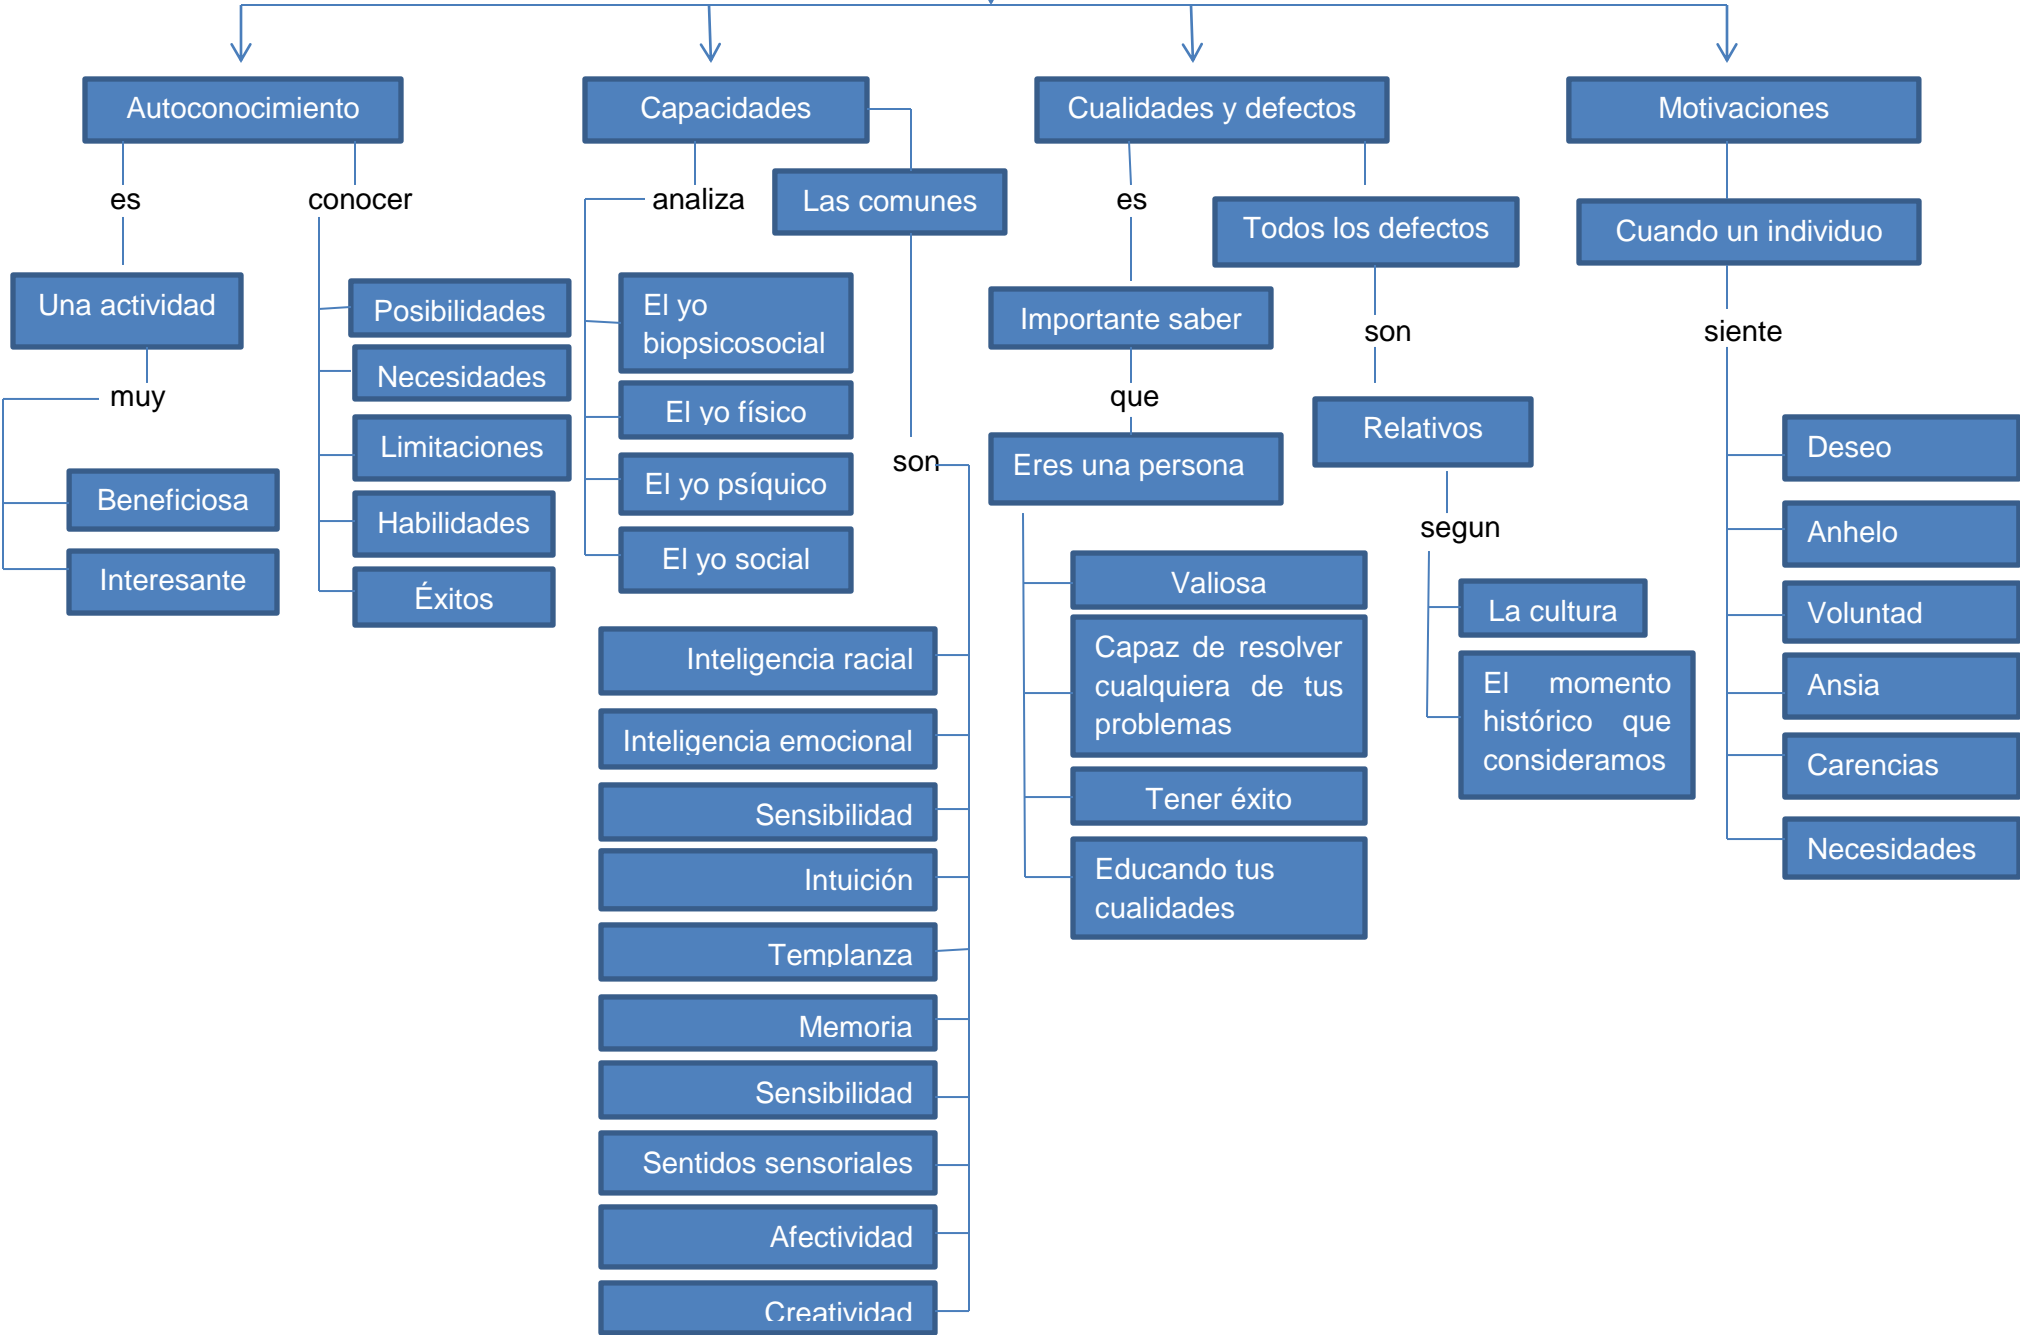 Autoconocimiento
es
conocer
Una actividad
muy
Beneficiosa
Interesante
Posibilidades
Necesidades
Limitaciones
Habilidades
Éxitos
Capacidades
analiza
El yo
biopsicosocial
El yo físico
El yo psíquico
El yo social
Las comunes
son
Inteligencia racial
Inteligencia emocional
Sensibilidad
Intuición
Templanza
Memoria
Sensibilidad
Sentidos sensoriales
Afectividad
Creatividad
Cualidades y defectos
es
Importante saber
que
Eres una persona
Valiosa
Capaz de resolver
cualquiera de tus
problemas
Tener éxito
Educando tus
cualidades
Todos los defectos
son
Relativos
segun
La cultura
El momento
histórico que
consideramos
Motivaciones
Cuando un individuo
siente
Deseo
Anhelo
Voluntad
Ansia
Carencias
Necesidades